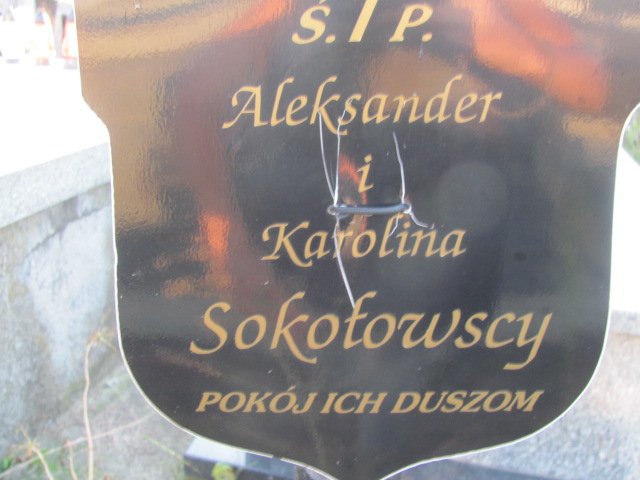 Ś. P.
Aleksander
i
Karolina
Sokołowscy
POKÓJ ICH DUSZOM